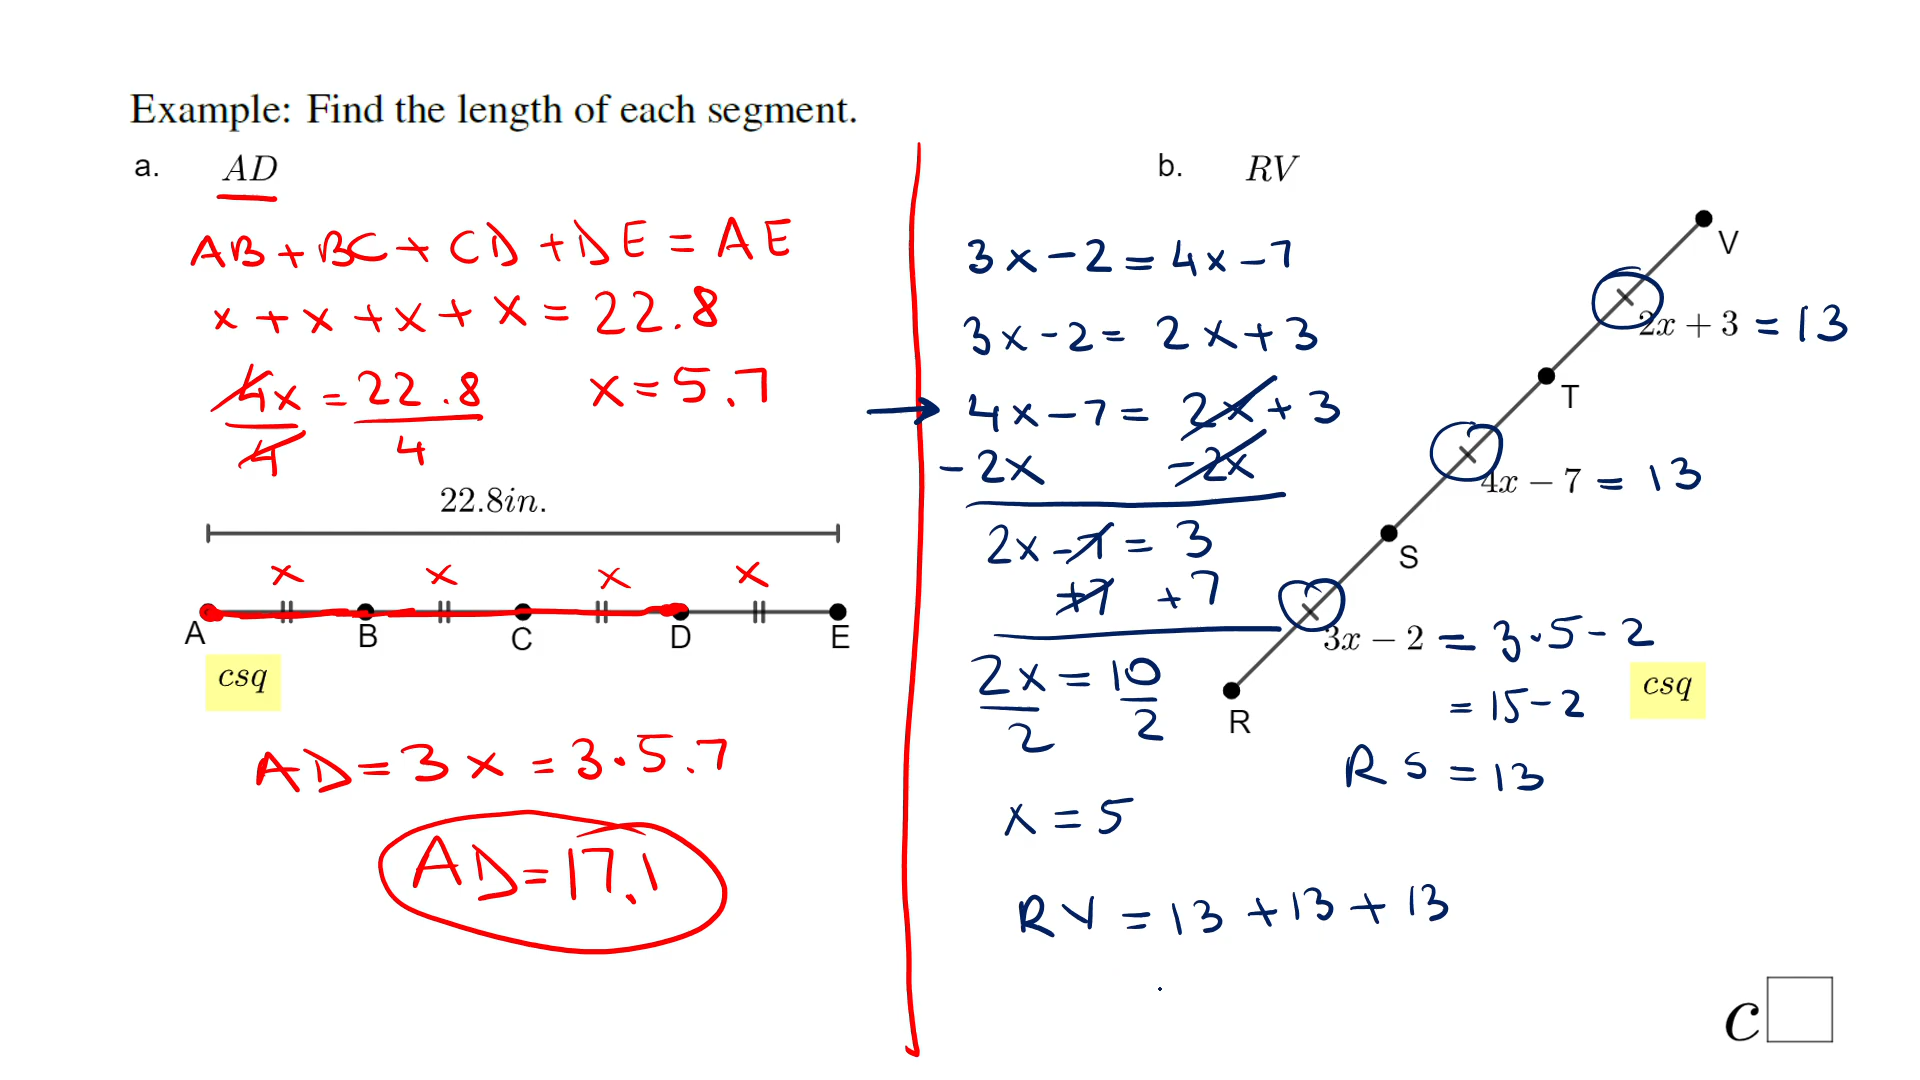 Example: Find the length of each segment.
a. AD
AB + BC + CD + DE = AE
x + x + x + x = 22.8
4x = 22.8 x = 5.7
4 4
22.8in.
x x x x
A B C D E
csq
AD = 3x = 3·5.7
AD = 17.1
b. RV
3x - 2 = 4x - 7
3x - 2 = 2x + 3
4x - 7 = 2x + 3
-2x -2x
2x - 7 = 3
+7 +7
2x = 10
2 2
x = 5
V
2x + 3 = 13
T
4x − 7 = 13
S
3x − 2 = 3·5 - 2
= 15 - 2
csq
R
RS = 13
RV = 13 + 13 + 13
c